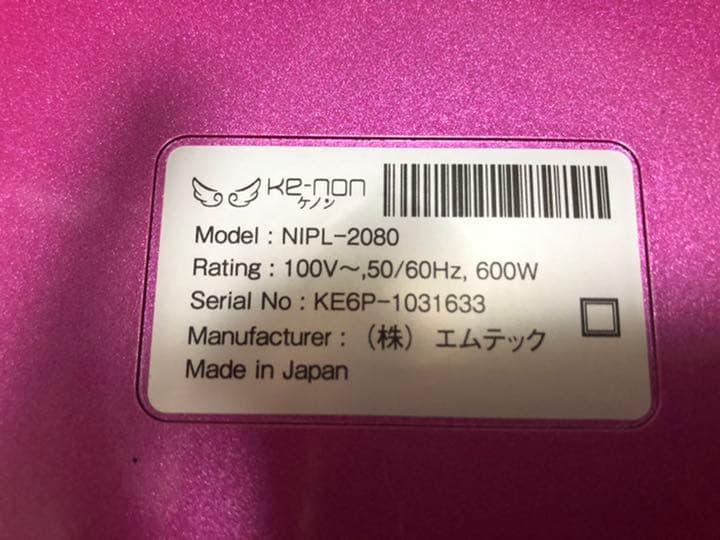 Ke-non
ケノン
Model : NIPL-2080
Rating : 100V～,50/60Hz, 600W
Serial No : KE6P-1031633
Manufacturer : （株） エムテック
Made in Japan